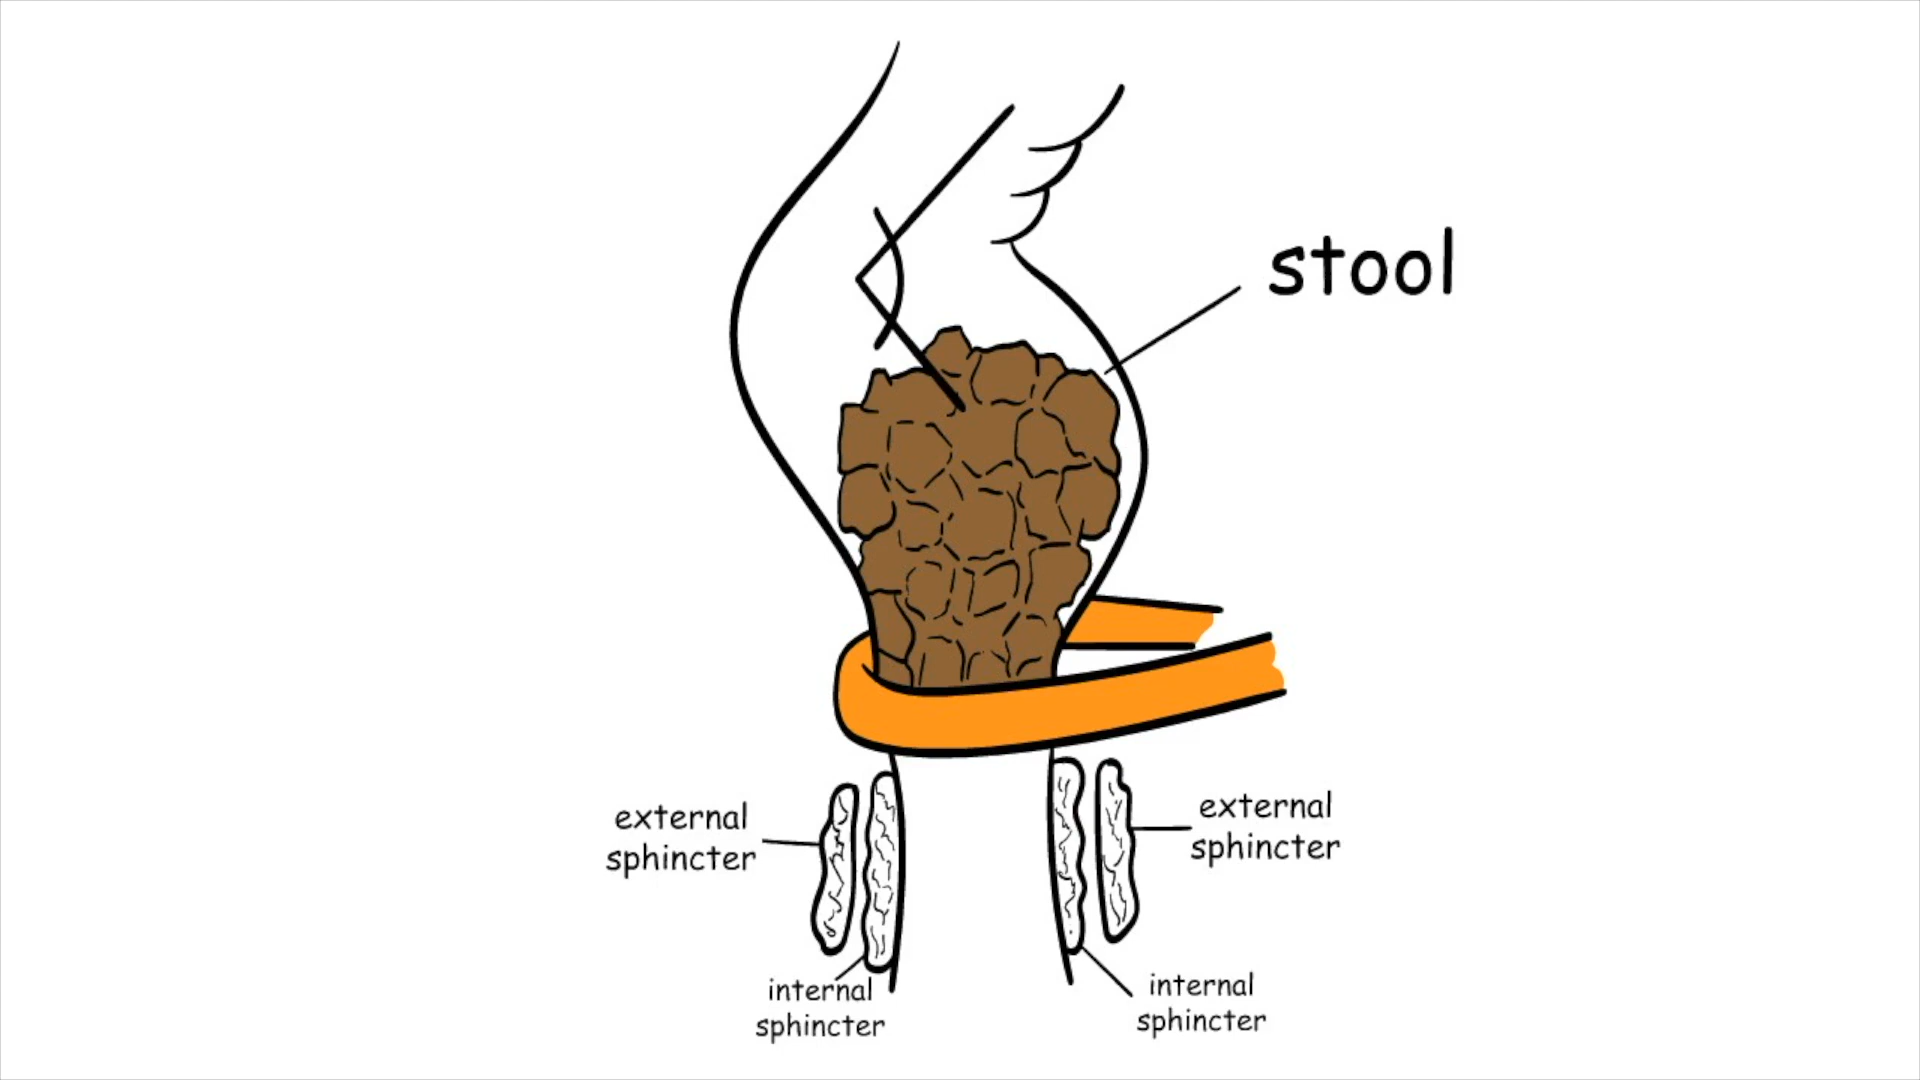 stool
external
sphincter
external
sphincter
internal
sphincter
internal
sphincter